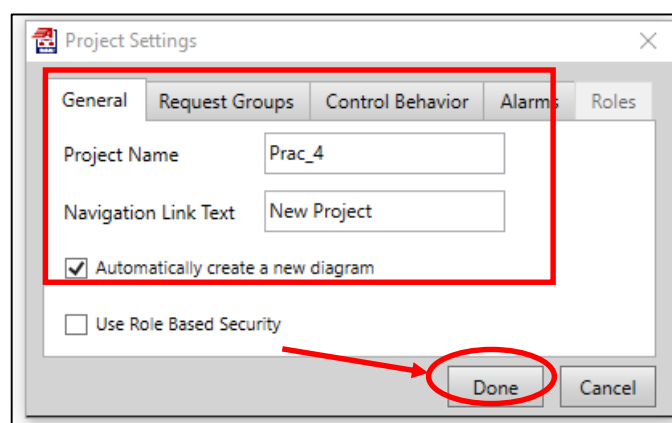 Project Settings
General Request Groups Control Behavior Alarms Roles
Project Name Prac_4
Navigation Link Text New Project
Automatically create a new diagram
Use Role Based Security
Done Cancel